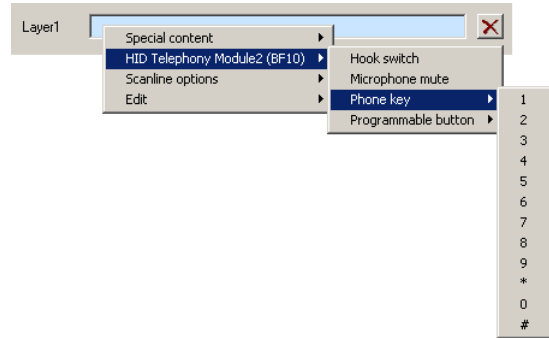 Layer1
Special content
HID Telephony Module2 (BF10)
Scanline options
Edit
Hook switch
Microphone mute
Phone key
Programmable button
1
2
3
4
5
6
7
8
9
*
0
#